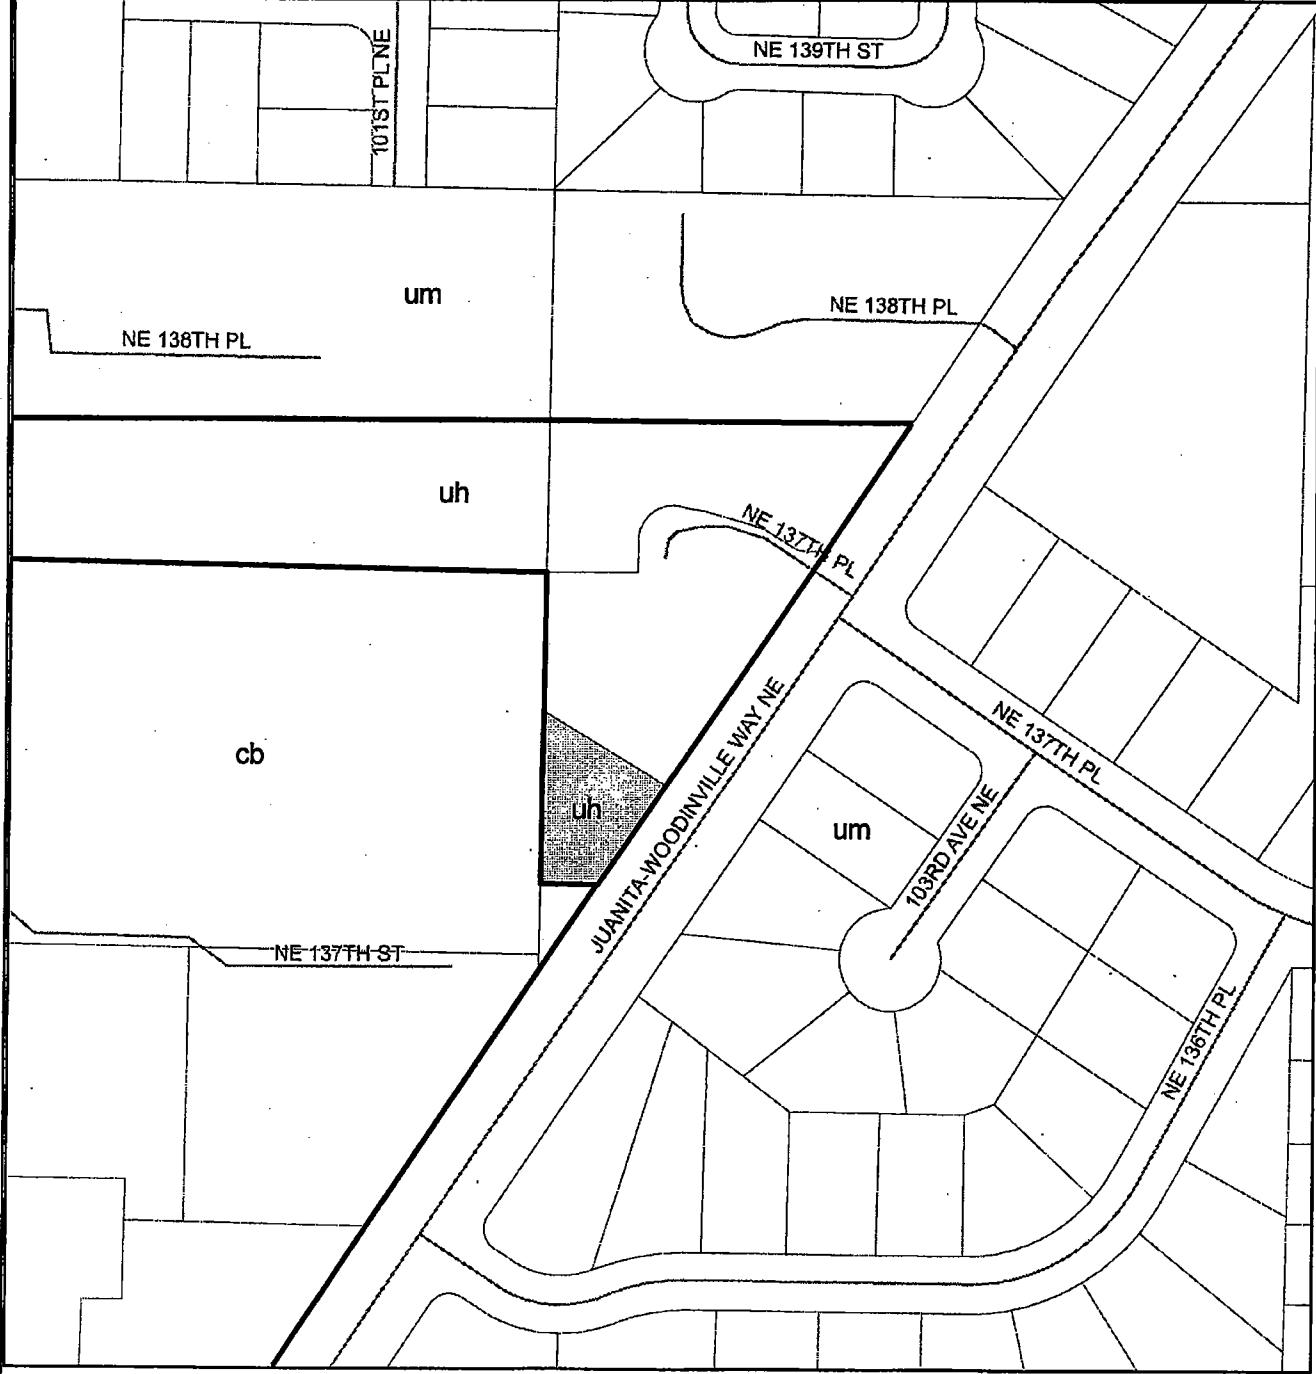 NE 139TH ST
101ST PL NE
um
NE 138TH PL
NE 138TH PL
uh
NE 137TH PL
cb
uh
JUANITA-WOODINVILLE WAY NE
NE 137TH PL
um
103RD AVE NE
NE 137TH ST
NE 136TH PL